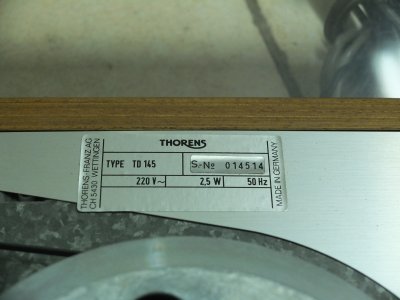 THORENS-FRANZ AG
CH 5430 WETTINGEN
THORENS
TYPE TD 145
S.-No 014514
220 V~ 2,5 W 50 Hz
MADE IN GERMANY